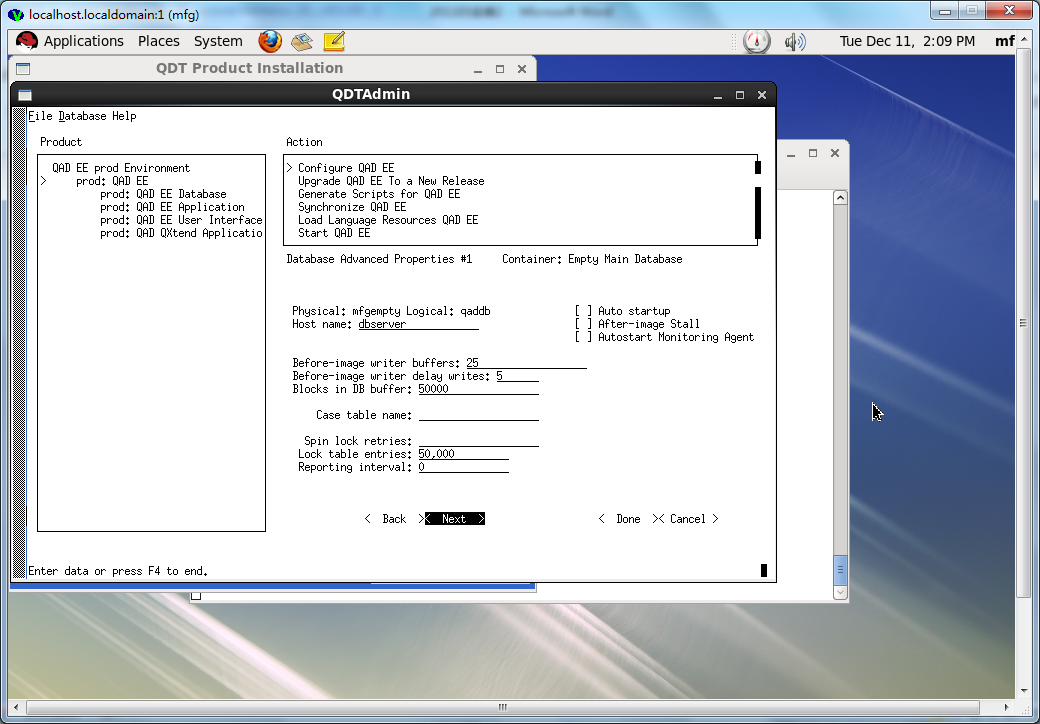 localhost.localdomain:1 (mfg)
Applications Places System Tue Dec 11, 2:09 PM mf
QDT Product Installation
QDTAdmin
File Database Help
Product Action
QAD EE prod Environment
> prod: QAD EE
prod: QAD EE Database
prod: QAD EE Application
prod: QAD EE User Interface
prod: QAD QXtend Applicatio
> Configure QAD EE
Upgrade QAD EE To a New Release
Generate Scripts for QAD EE
Synchronize QAD EE
Load Language Resources QAD EE
Start QAD EE
Database Advanced Properties #1 Container: Empty Main Database
Physical: mfgempty Logical: qaddb [ ] Auto startup
Host name: dbserver [ ] After-image Stall
[ ] Autostart Monitoring Agent
Before-image writer buffers: 25
Before-image writer delay writes: 5
Blocks in DB buffer: 50000
Case table name:
Spin lock retries:
Lock table entries: 50,000
Reporting interval: 0
< Back >< Next > < Done >< Cancel >
Enter data or press F4 to end.